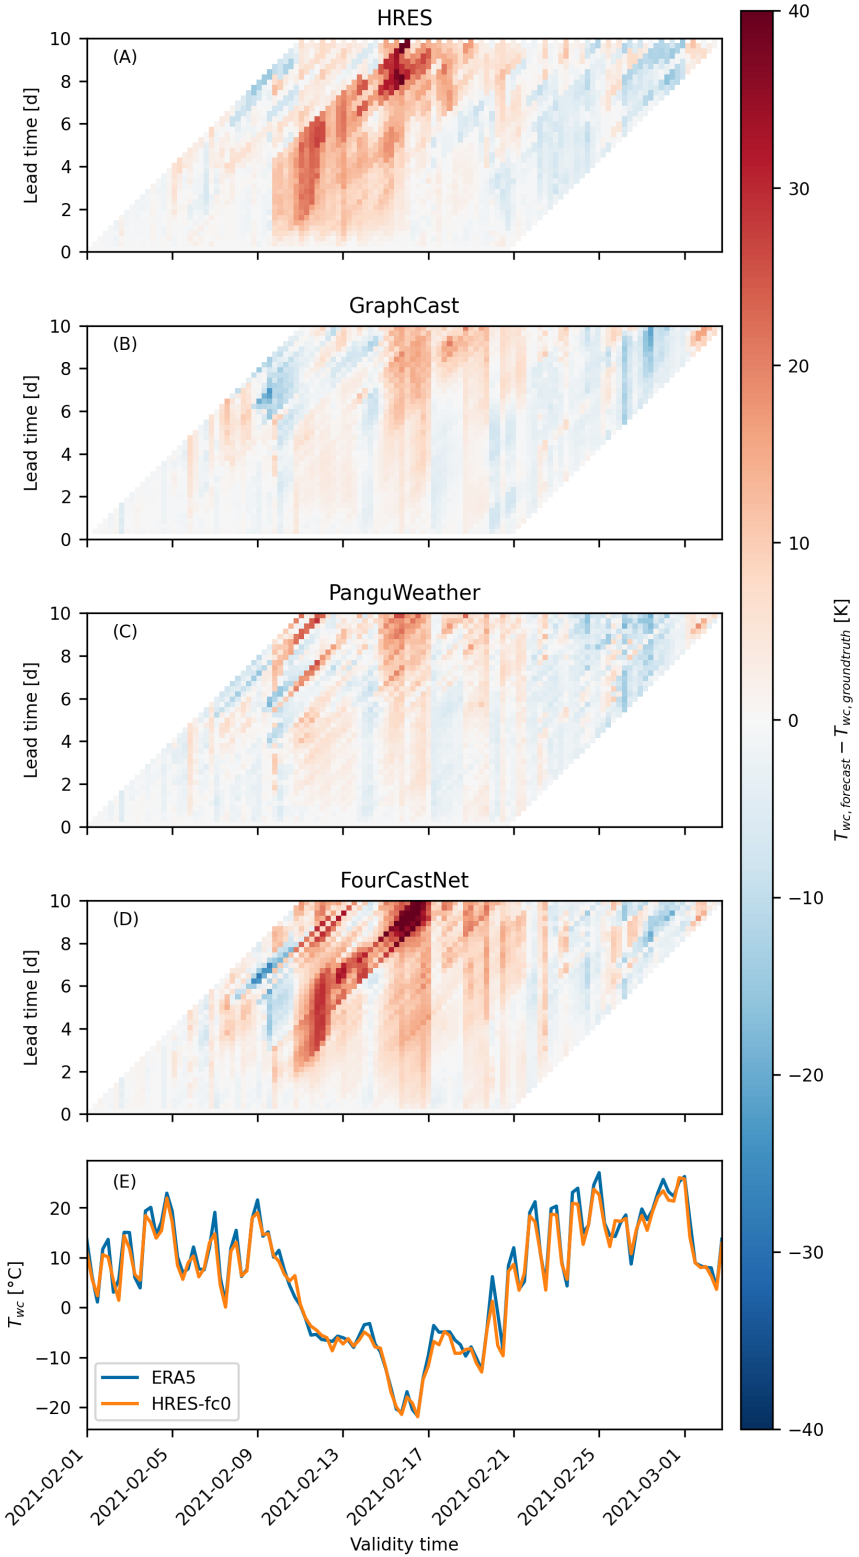 HRES
(A)
Lead time [d]
10
8
6
4
2
0
GraphCast
(B)
Lead time [d]
10
8
6
4
2
0
PanguWeather
(C)
Lead time [d]
10
8
6
4
2
0
FourCastNet
(D)
Lead time [d]
10
8
6
4
2
0
(E)
T_wc [°C]
20
10
0
−10
−20
ERA5
HRES-fc0
2021-02-01
2021-02-05
2021-02-09
2021-02-13
2021-02-17
2021-02-21
2021-02-25
2021-03-01
Validity time
40
30
20
10
0
−10
−20
−30
−40
T_wc, forecast − T_wc, groundtruth [K]